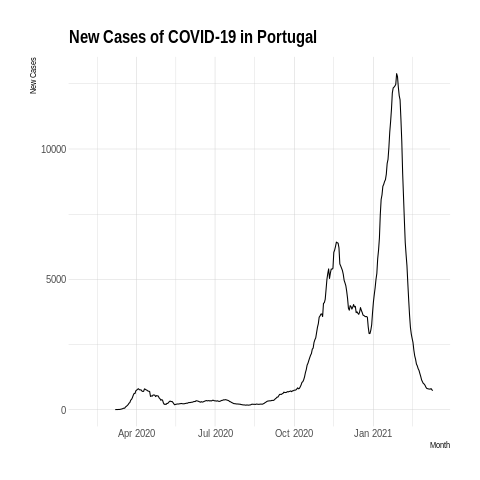 New Cases of COVID-19 in Portugal
New Cases
10000
5000
0
Apr 2020
Jul 2020
Oct 2020
Jan 2021
Month